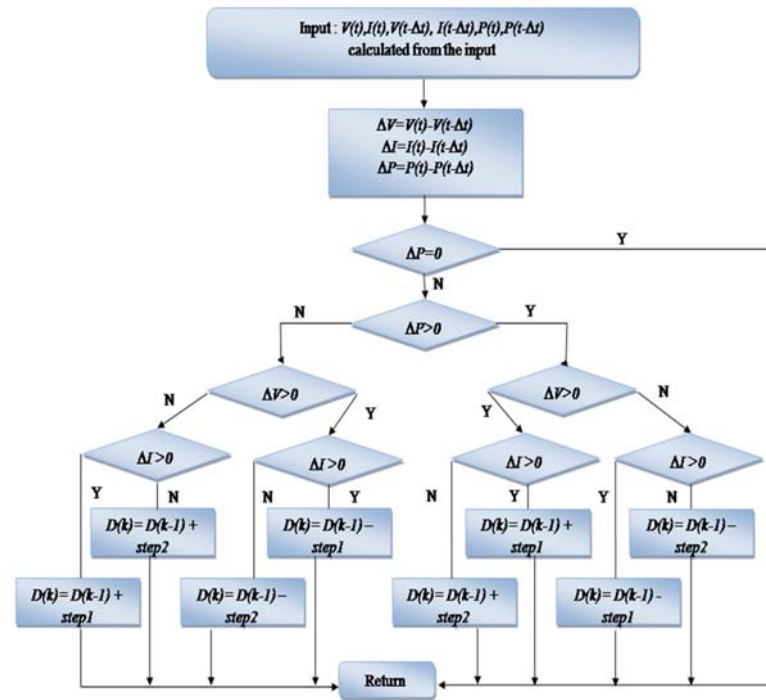 Input : V(t),I(t),V(t-Δt), I(t-Δt),P(t),P(t-Δt)
calculated from the input
ΔV=V(t)-V(t-Δt)
ΔI=I(t)-I(t-Δt)
ΔP=P(t)-P(t-Δt)
ΔP=0
Y
N
N
ΔP>0
Y
ΔV>0
ΔV>0
N
Y
Y
N
ΔI>0
ΔI>0
ΔI>0
ΔI>0
Y
N
N
Y
N
Y
Y
N
D(k)= D(k-1) +
step2
D(k)= D(k-1) –
step1
D(k)= D(k-1) +
step1
D(k)= D(k-1) –
step2
D(k)= D(k-1) +
step1
D(k)= D(k-1) –
step2
D(k)= D(k-1) +
step2
D(k)= D(k-1) -
step1
Return